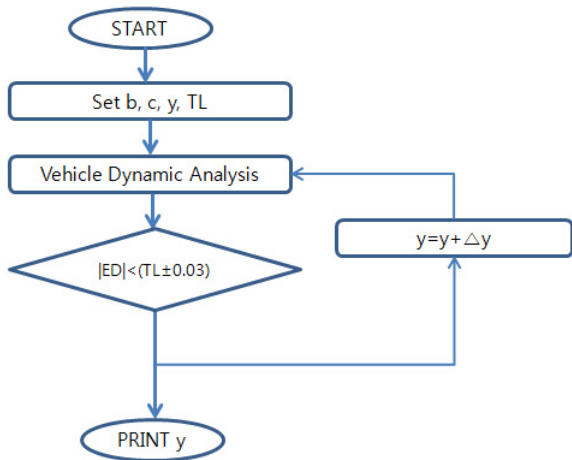 START
Set b, c, y, TL
Vehicle Dynamic Analysis
y=y+△y
|ED|<(TL±0.03)
PRINT y